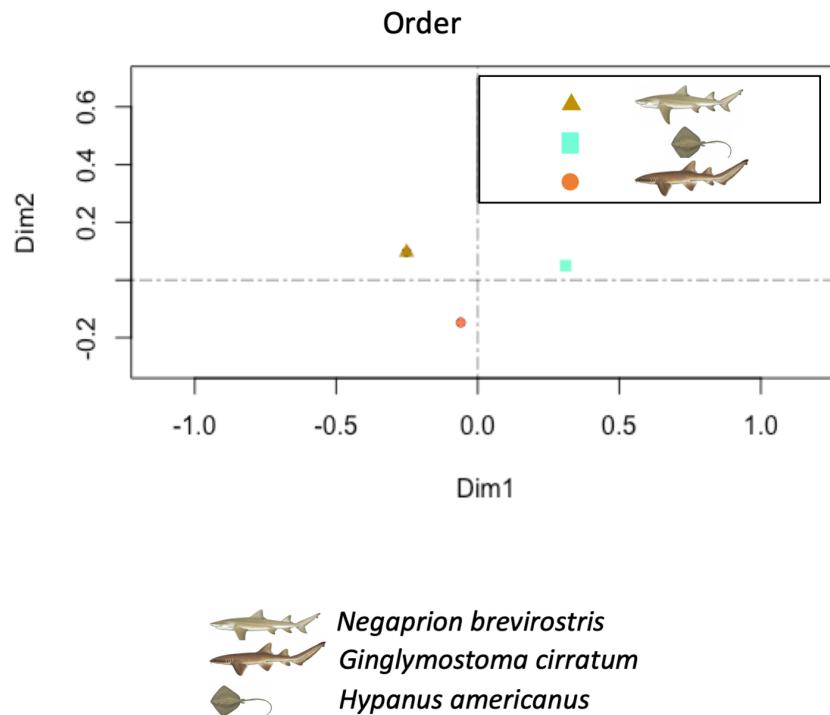 Order
0.6
0.4
0.2
-0.2
Dim2
-1.0 -0.5 0.0 0.5 1.0
Dim1
Negaprion brevirostris
Ginglymostoma cirratum
Hypanus americanus